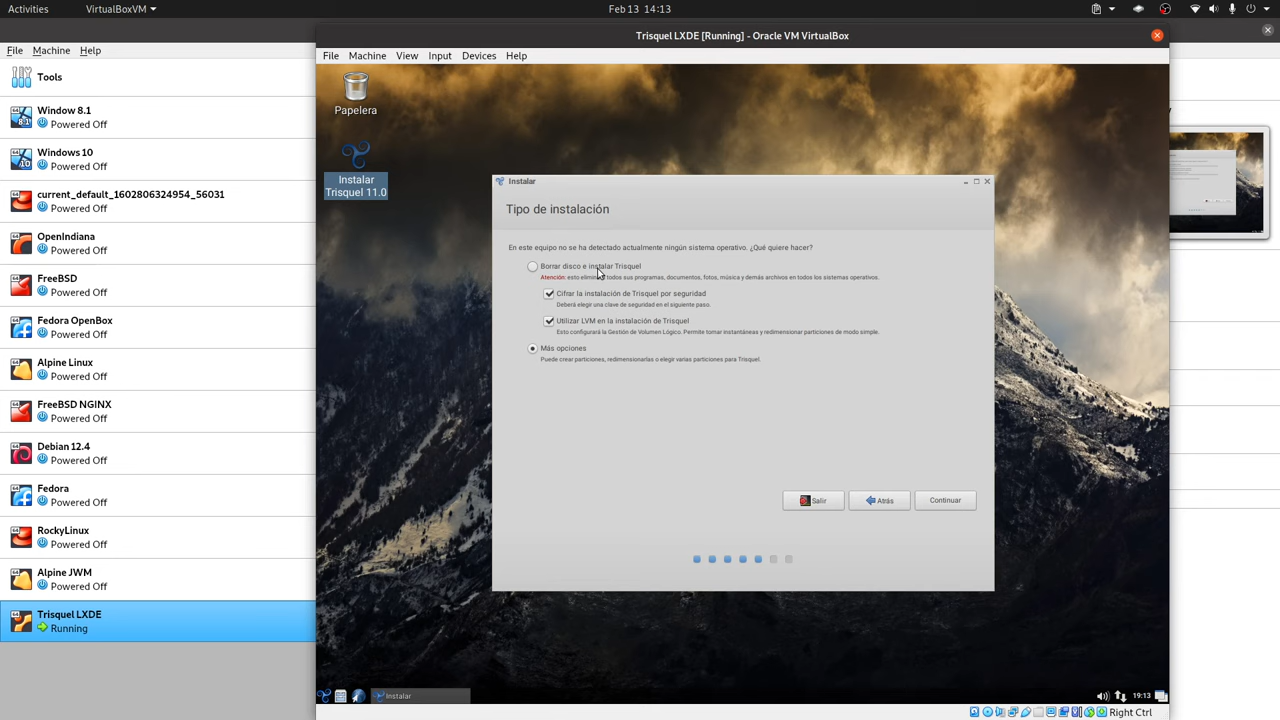 Activities
VirtualBoxVM
Feb 13 14:13
File Machine Help
Tools
Window 8.1
Powered Off
Windows 10
Powered Off
current_default_1602806324954_56031
Powered Off
OpenIndiana
Powered Off
FreeBSD
Powered Off
Fedora OpenBox
Powered Off
Alpine Linux
Powered Off
FreeBSD NGINX
Powered Off
Debian 12.4
Powered Off
Fedora
Powered Off
RockyLinux
Powered Off
Alpine JWM
Powered Off
Trisquel LXDE
Running
Trisquel LXDE [Running] - Oracle VM VirtualBox
File Machine View Input Devices Help
Papelera
Instalar
Trisquel 11.0
Instalar
Tipo de instalación
En este equipo no se ha detectado actualmente ningún sistema operativo. ¿Qué quiere hacer?
Borrar disco e instalar Trisquel
Atención: esto todos sus programas, documentos, fotos, música y demás archivos en todos los sistemas operativos.
Cifrar la instalación de Trisquel por seguridad
Deberá elegir una clave de seguridad en el siguiente paso.
Utilizar LVM en la instalación de Trisquel
Esto configurará la Gestión de Volumen Lógico. Permite tomar instantáneas y redimensionar particiones de modo simple.
Más opciones
Puede crear particiones, redimensionarlas o elegir varias particiones para Trisquel.
Salir
Atrás
Continuar
Instalar
19:13
Right Ctrl